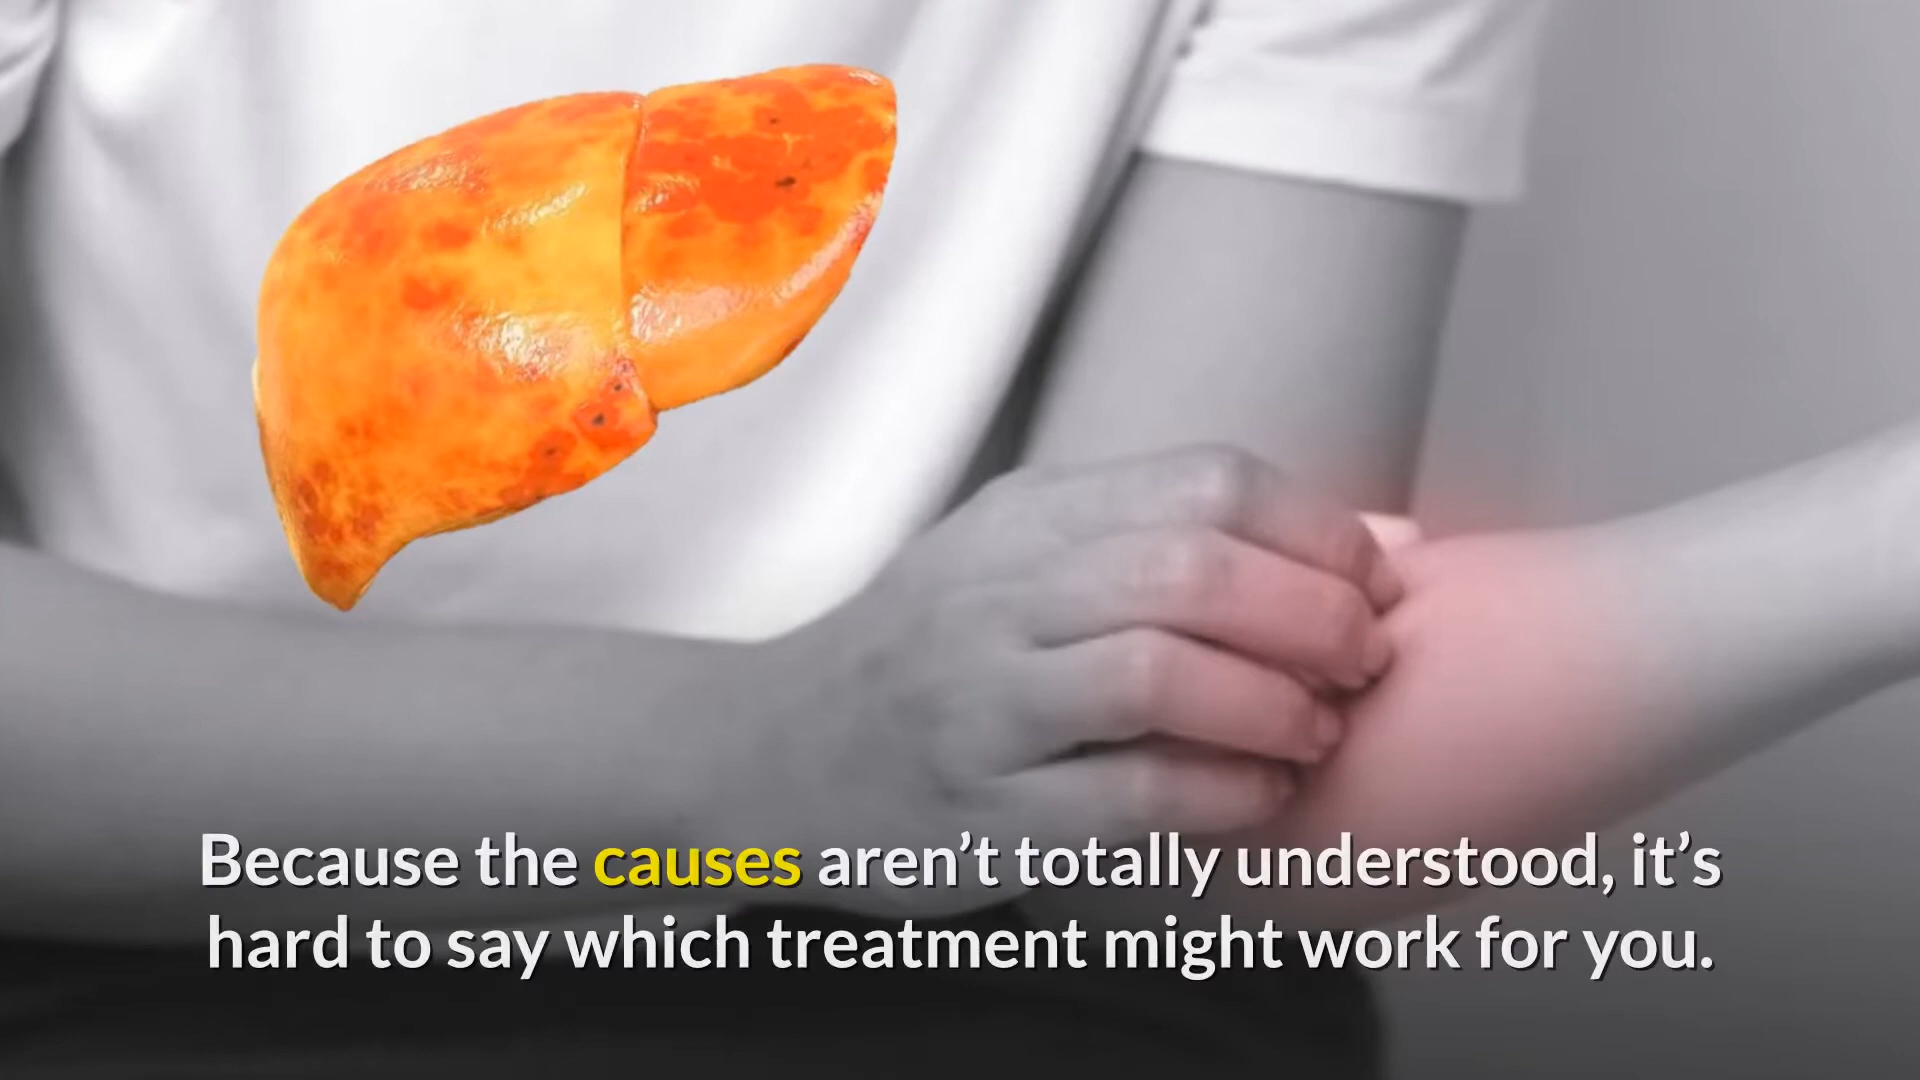 Because the causes aren’t totally understood, it’s
hard to say which treatment might work for you.